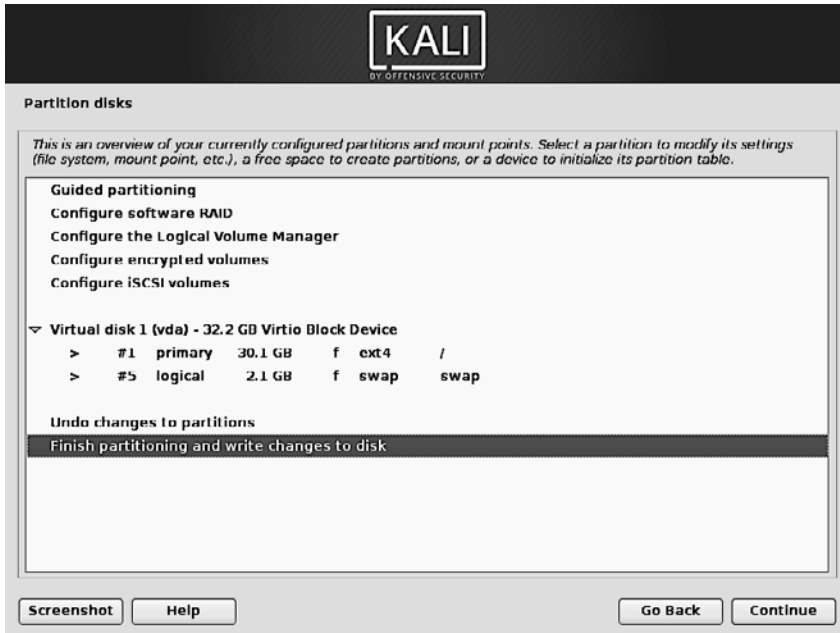 KALI
BY OFFENSIVE SECURITY
Partition disks
This is an overview of your currently configured partitions and mount points. Select a partition to modify its settings
(file system, mount point, etc.), a free space to create partitions, or a device to initialize its partition table.
Guided partitioning
Configure software RAID
Configure the Logical Volume Manager
Configure encrypted volumes
Configure iSCSI volumes
Virtual disk 1 (vda) - 32.2 GB Virtio Block Device
> #1 primary 30.1 GB f ext4 /
> #5 logical 2.1 GB f swap swap
Undo changes to partitions
Finish partitioning and write changes to disk
Screenshot Help Go Back Continue